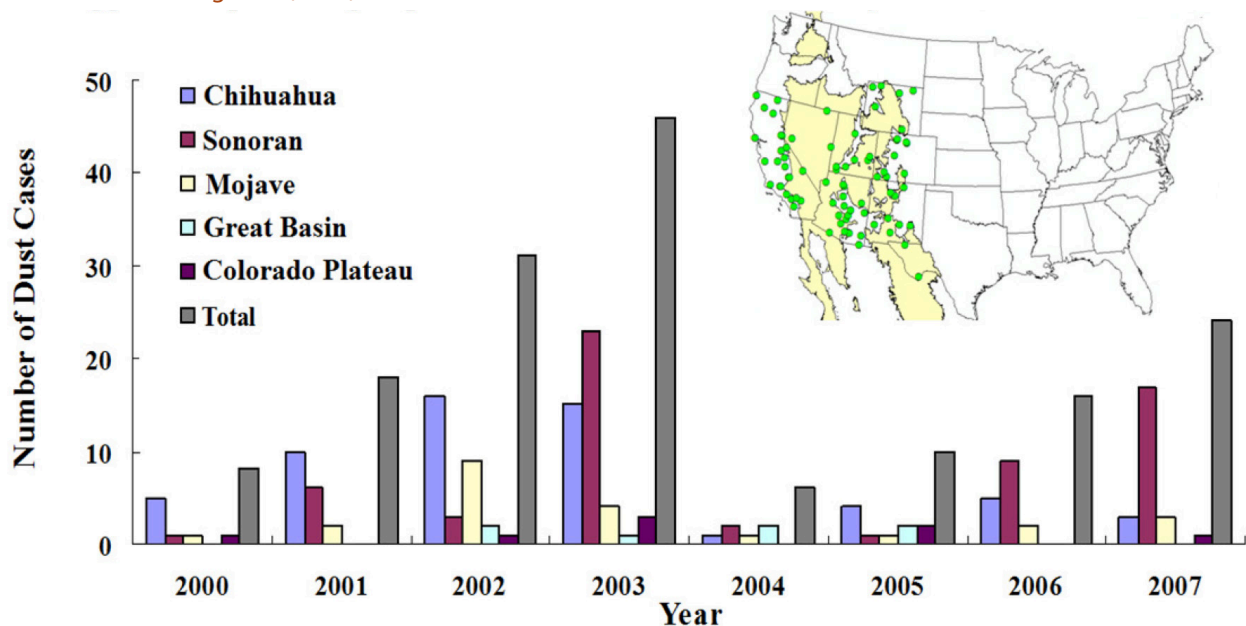 50
40
30
20
10
0
Number of Dust Cases
Chihuahua
Sonoran
Mojave
Great Basin
Colorado Plateau
Total
2000 2001 2002 2003 2004 2005 2006 2007
Year